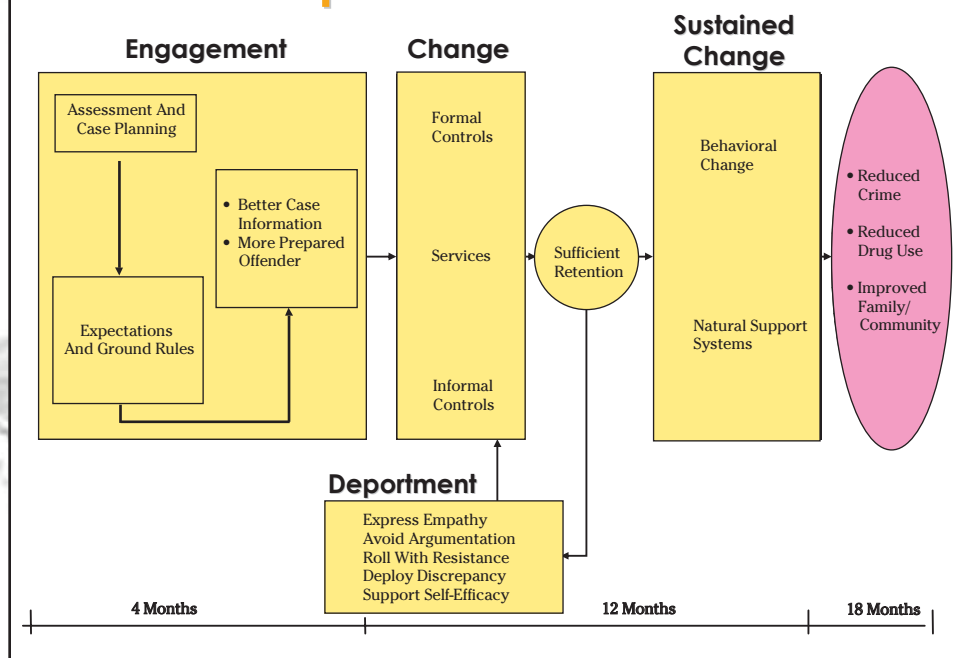 Engagement
Assessment And
Case Planning
Expectations
And Ground Rules
• Better Case
Information
• More Prepared
Offender
Change
Formal
Controls
Services
Informal
Controls
Sufficient
Retention
Deportment
Express Empathy
Avoid Argumentation
Roll With Resistance
Deploy Discrepancy
Support Self-Efficacy
Sustained
Change
Behavioral
Change
Natural Support
Systems
• Reduced
Crime
• Reduced
Drug Use
• Improved
Family/
Community
4 Months
12 Months
18 Months